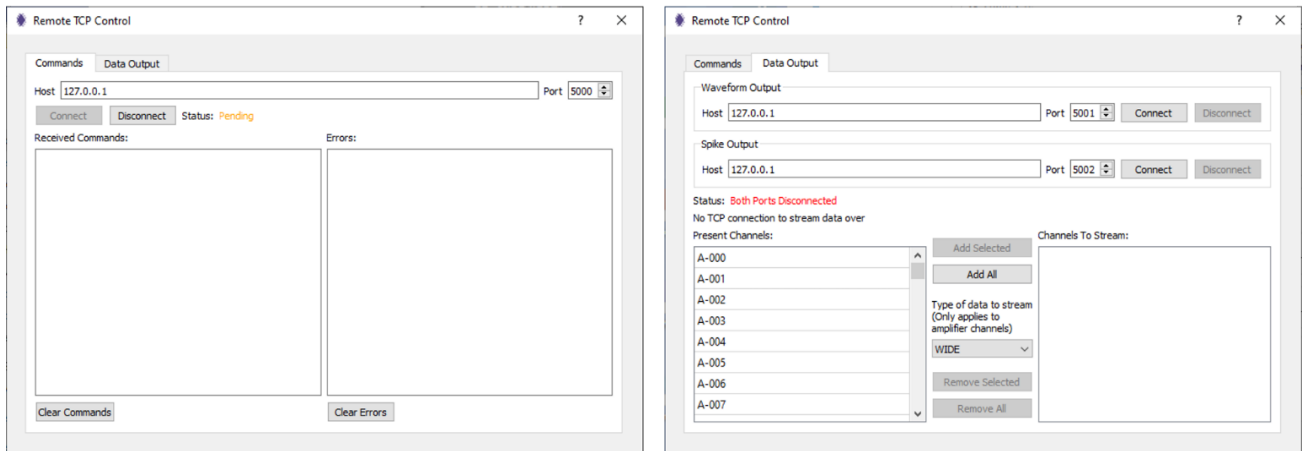 Remote TCP Control ? ×
Commands Data Output
Host 127.0.0.1 Port 5000
Connect Disconnect Status: Pending
Received Commands: Errors:
Clear Commands Clear Errors
Remote TCP Control ? ×
Commands Data Output
Waveform Output
Host 127.0.0.1 Port 5001 Connect Disconnect
Spike Output
Host 127.0.0.1 Port 5002 Connect Disconnect
Status: Both Ports Disconnected
No TCP connection to stream data over
Present Channels: Channels To Stream:
A-000
A-001
A-002
A-003
A-004
A-005
A-006
A-007
Add Selected
Add All
Type of data to stream
(Only applies to
amplifier channels)
WIDE
Remove Selected
Remove All